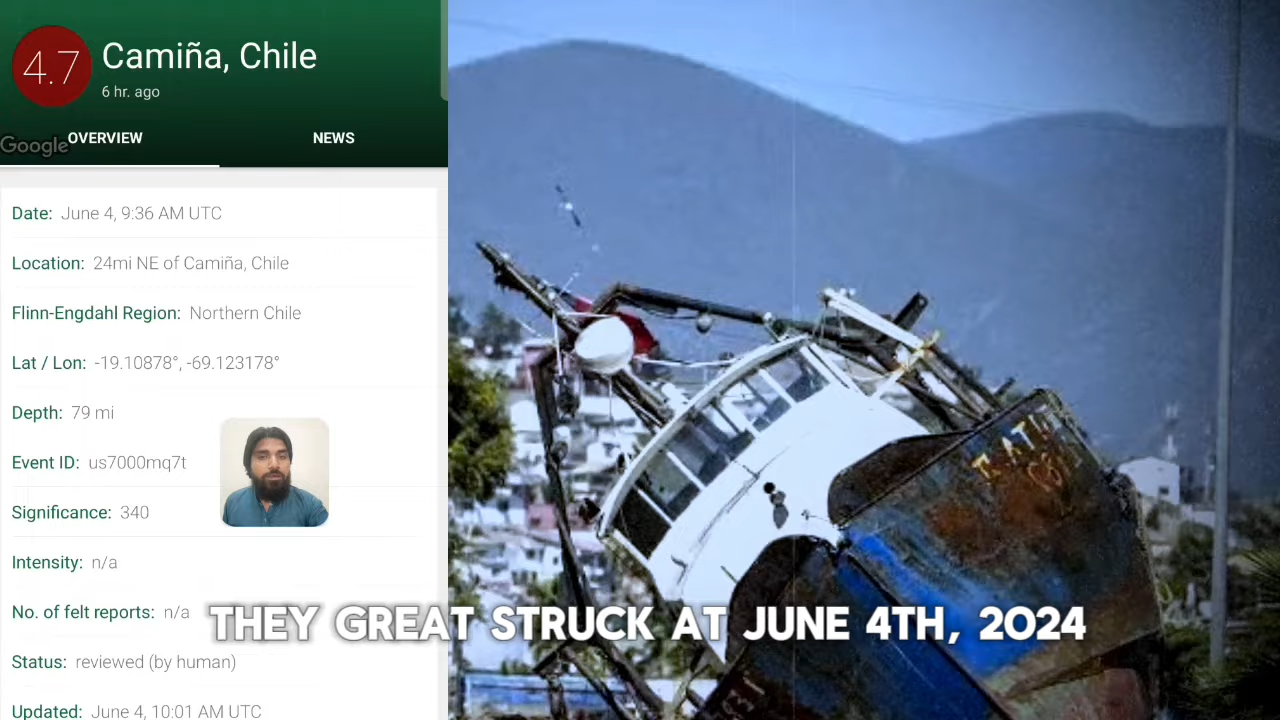 4.7
Camiña, Chile
6 hr. ago
Google
OVERVIEW
NEWS
Date: June 4, 9:36 AM UTC
Location: 24mi NE of Camiña, Chile
Flinn-Engdahl Region: Northern Chile
Lat / Lon: -19.10878°, -69.123178°
Depth: 79 mi
Event ID: us7000mq7t
Significance: 340
Intensity: n/a
No. of felt reports: n/a
Status: reviewed (by human)
Updated: June 4, 10:01 AM UTC
THEY GREAT STRUCK AT JUNE 4TH, 2024